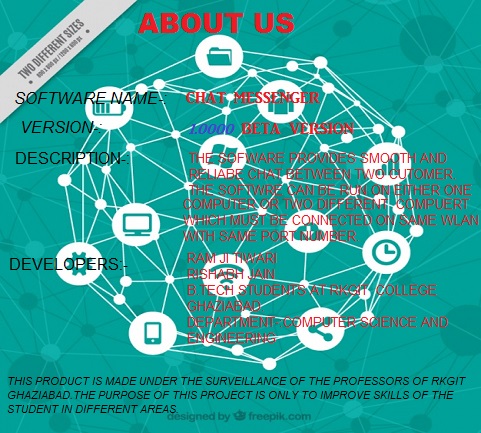 ABOUT US
TWO DIFFERENT SIZES
SOFTWARE NAME-: CHAT MESSENGER
VERSION-: 1.0000 BETA VERSION
DESCRIPTION-: THE SOFWARE PROVIDES SMOOTH AND
RELIABE CHAT BETWEEN TWO CUTOMER.
THE SOFTWRE CAN BE RUN ON EITHER ONE
COMPUTER OR TWO DIFFERENT COMPUERT
WHICH MUST BE CONNECTED ON SAME WLAN
WITH SAME PORT NUMBER.
DEVELOPERS:- RAM JI TIWARI
RISHABH JAIN
B.TECH STUDENTS AT RKGIT, COLLEGE
GHAZIABAD.
DEPARTMENT- COMPUTER SCIENCE AND
ENGINEERING
THIS PRODUCT IS MADE UNDER THE SURVEILLANCE OF THE PROFESSORS OF RKGIT
GHAZIABAD.THE PURPOSE OF THIS PROJECT IS ONLY TO IMPROVE SKILLS OF THE
STUDENT IN DIFFERENT AREAS.
designed by freepik.com